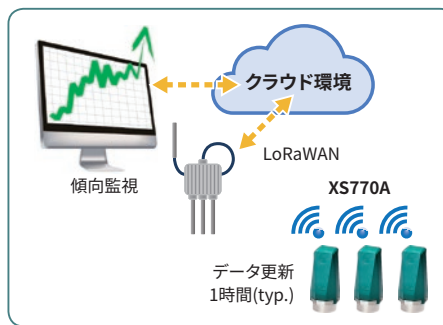 クラウド環境
傾向監視
LoRaWAN
XS770A
データ更新
1時間(typ.)